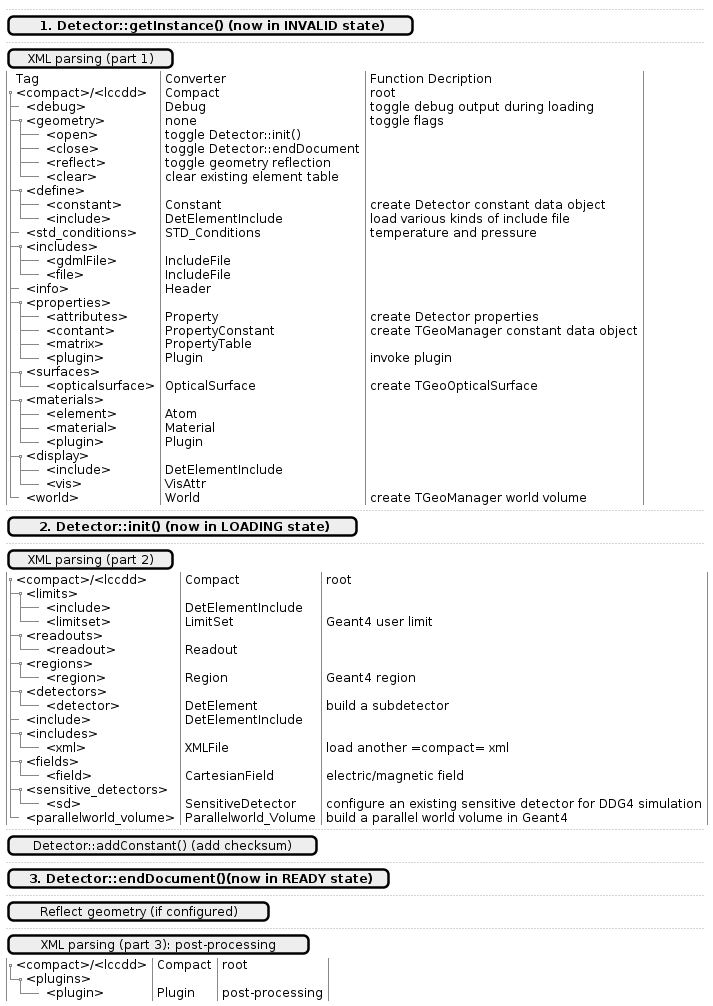 1. Detector::getInstance() (now in INVALID state)
XML parsing (part 1)
Tag Converter Function Decription
<compact>/<lccdd> Compact root
<debug> Debug toggle debug output during loading
<geometry> none toggle flags
<open> toggle Detector::init()
<close> toggle Detector::endDocument
<reflect> toggle geometry reflection
<clear> clear existing element table
<define>
<constant> Constant create Detector constant data object
<include> DetElementInclude load various kinds of include file
<std_conditions> STD_Conditions temperature and pressure
<includes>
<gdmlFile> IncludeFile
<file> IncludeFile
<info> Header
<properties>
<attributes> Property create Detector properties
<contant> PropertyConstant create TGeoManager constant data object
<matrix> PropertyTable
<plugin> Plugin invoke plugin
<surfaces>
<opticalsurface> OpticalSurface create TGeoOpticalSurface
<materials>
<element> Atom
<material> Material
<plugin> Plugin
<display>
<include> DetElementInclude
<vis> VisAttr
<world> World create TGeoManager world volume
2. Detector::init() (now in LOADING state)
XML parsing (part 2)
<compact>/<lccdd> Compact root
<limits>
<include> DetElementInclude
<limitset> LimitSet Geant4 user limit
<readouts>
<readout> Readout
<regions>
<region> Region Geant4 region
<detectors>
<detector> DetElement build a subdetector
<include> DetElementInclude
<includes>
<xml> XMLFile load another =compact= xml
<fields>
<field> CartesianField electric/magnetic field
<sensitive_detectors>
<sd> SensitiveDetector configure an existing sensitive detector for DDG4 simulation
<parallelworld_volume> Parallelworld_Volume build a parallel world volume in Geant4
Detector::addConstant() (add checksum)
3. Detector::endDocument()(now in READY state)
Reflect geometry (if configured)
XML parsing (part 3): post-processing
<compact>/<lccdd> Compact root
<plugins>
<plugin> Plugin post-processing